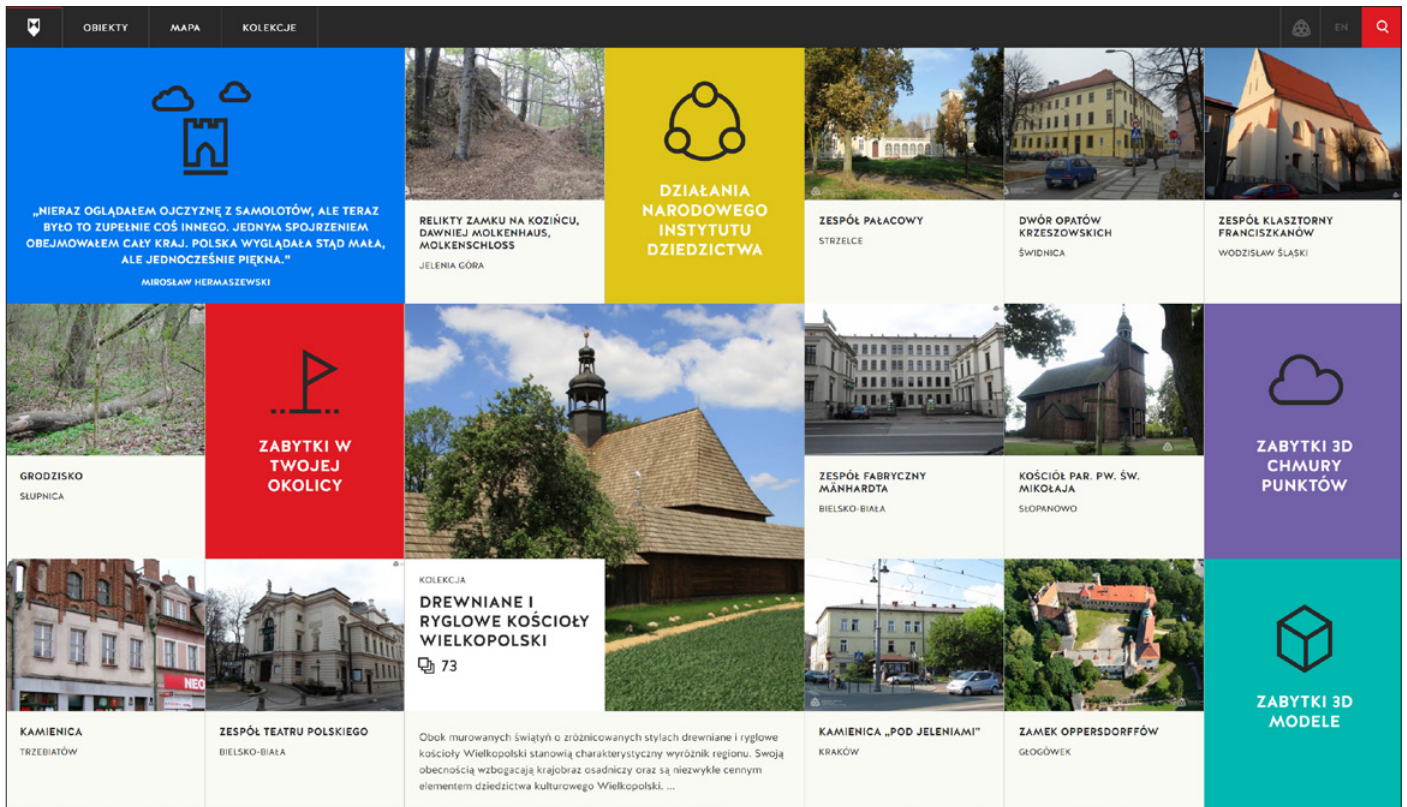 OBIEKTY
MAPA
KOLEKCJE
EN
„NIERAZ OGLĄDAŁEM OJCZYZNĘ Z SAMOLOTÓW, ALE TERAZ
BYŁO TO ZUPEŁNIE COŚ INNEGO. JEDNYM SPOJRZENIEM
OBEJMOWAŁEM CAŁY KRAJ. POLSKA WYGLĄDAŁA STĄD MAŁA,
ALE JEDNOCZEŚNIE PIĘKNA.”
MIROSŁAW HERMASZEWSKI
RELIKTY ZAMKU NA KOZIŃCU,
DAWNIEJ MOLKENHAUS,
MOLKENSCHLOSS
JELENIA GÓRA
DZIAŁANIA
NARODOWEGO
INSTYTUTU
DZIEDZICTWA
ZESPÓŁ PAŁACOWY
STRZELCE
DWÓR OPATÓW
KRZESZOWSKICH
ŚWIDNICA
ZESPÓŁ KLASZTORNY
FRANCISZKANÓW
WODZISŁAW ŚLĄSKI
GRODZISKO
SŁUPNICA
ZABYTKI W
TWOJEJ
OKOLICY
ZESPÓŁ FABRYCZNY
MÄNHARDTA
BIELSKO-BIAŁA
KOŚCIÓŁ PAR. PW. ŚW.
MIKOŁAJA
SŁOPANOWO
ZABYTKI 3D
CHMURY
PUNKTÓW
NEO
KAMIENICA
TRZEBIATÓW
ZESPÓŁ TEATRU POLSKIEGO
BIELSKO-BIAŁA
KOLEKCJA
DREWNIANE I
RYGLOWE KOŚCIOŁY
WIELKOPOLSKI
73
Obok murowanych świątyń o zróżnicowanych stylach drewniane i ryglowe
kościoły Wielkopolski stanowią charakterystyczny wyróżnik regionu. Swoją
obecnością wzbogacają krajobraz osadniczy oraz są niezwykle cennym
elementem dziedzictwa kulturowego Wielkopolski. ...
KAMIENICA „POD JELENIAMI”
KRAKÓW
ZAMEK OPPERSDORFFÓW
GŁOGÓWEK
ZABYTKI 3D
MODELE